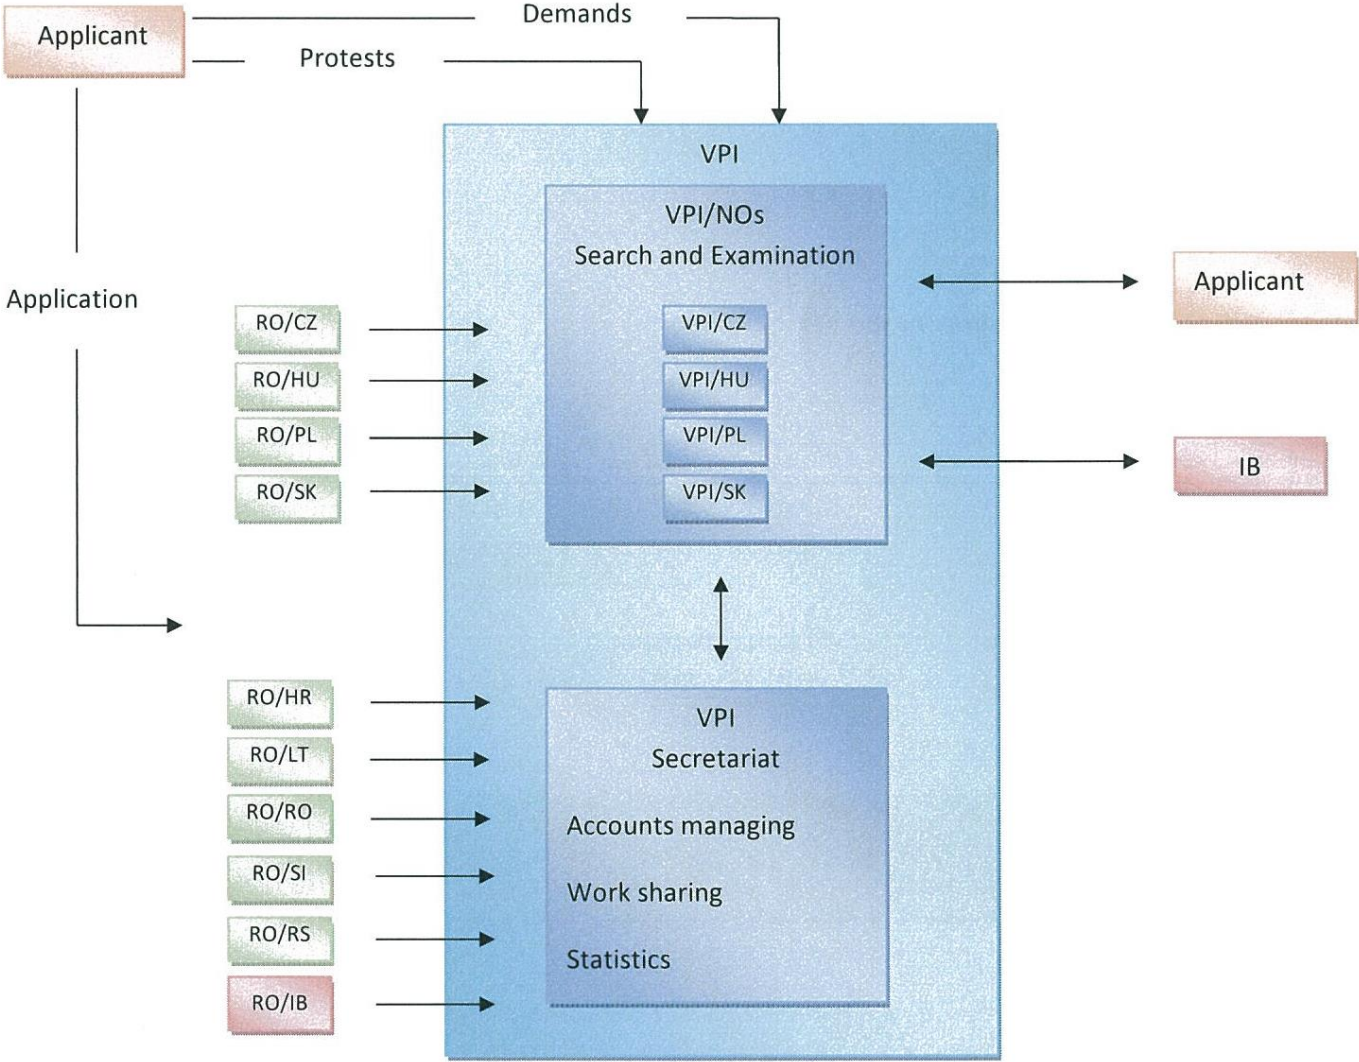 Applicant
Demands
Protests
Application
VPI
VPI/NOs
Search and Examination
RO/CZ
RO/HU
RO/PL
RO/SK
VPI/CZ
VPI/HU
VPI/PL
VPI/SK
Applicant
IB
RO/HR
RO/LT
RO/RO
RO/SI
RO/RS
RO/IB
VPI
Secretariat
Accounts managing
Work sharing
Statistics